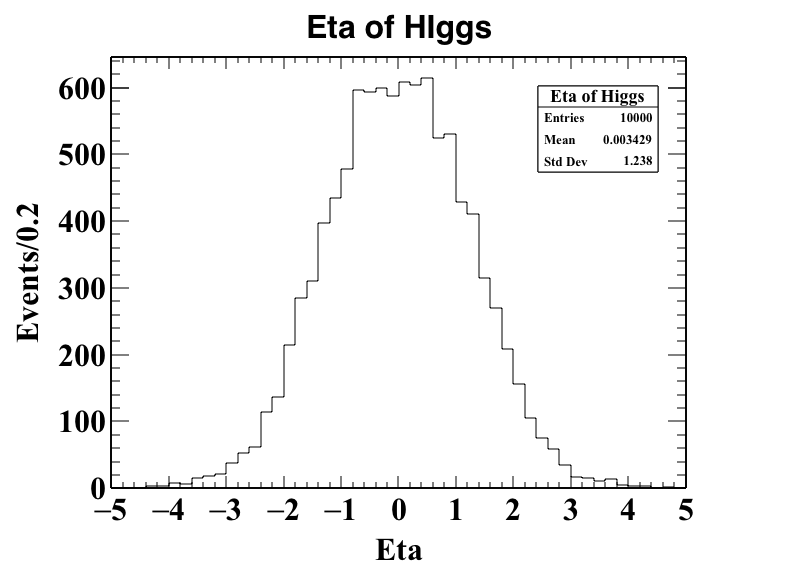 Eta of HIggs
Eta of Higgs
Entries 10000
Mean 0.003429
Std Dev 1.238
Events/0.2
600
500
400
300
200
100
0
−5 −4 −3 −2 −1 0 1 2 3 4 5
Eta